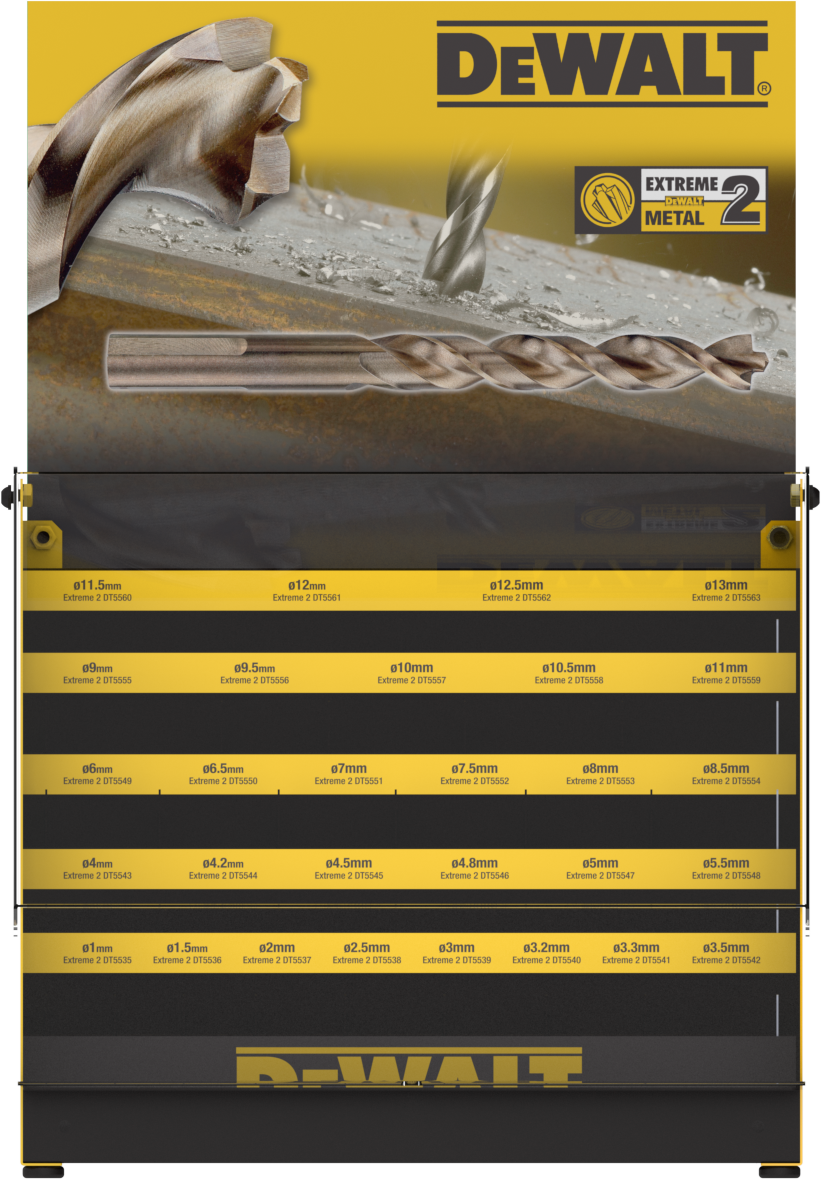 DEWALT®
EXTREME
DEWALT
METAL 2
ø11.5mm ø12mm ø12.5mm ø13mm
Extreme 2 DT5560 Extreme 2 DT5561 Extreme 2 DT5562 Extreme 2 DT5563
ø9mm ø9.5mm ø10mm ø10.5mm ø11mm
Extreme 2 DT5555 Extreme 2 DT5556 Extreme 2 DT5557 Extreme 2 DT5558 Extreme 2 DT5559
ø6mm ø6.5mm ø7mm ø7.5mm ø8mm ø8.5mm
Extreme 2 DT5549 Extreme 2 DT5550 Extreme 2 DT5551 Extreme 2 DT5552 Extreme 2 DT5553 Extreme 2 DT5554
ø4mm ø4.2mm ø4.5mm ø4.8mm ø5mm ø5.5mm
Extreme 2 DT5543 Extreme 2 DT5544 Extreme 2 DT5545 Extreme 2 DT5546 Extreme 2 DT5547 Extreme 2 DT5548
ø1mm ø1.5mm ø2mm ø2.5mm ø3mm ø3.2mm ø3.3mm ø3.5mm
Extreme 2 DT5535 Extreme 2 DT5536 Extreme 2 DT5537 Extreme 2 DT5538 Extreme 2 DT5539 Extreme 2 DT5540 Extreme 2 DT5541 Extreme 2 DT5542
DEWALT